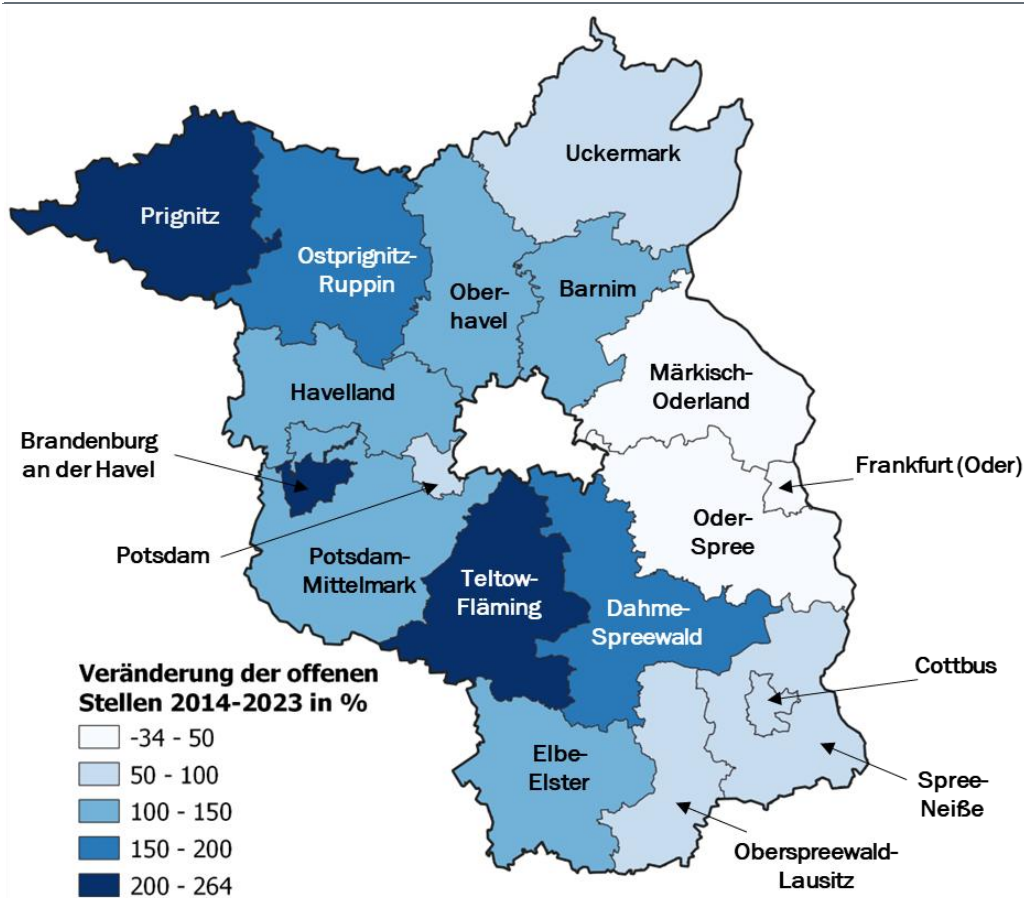 Uckermark
Prignitz
Ostprignitz-
Ruppin
Ober-
havel
Barnim
Havelland
Märkisch-
Oderland
Brandenburg
an der Havel
Frankfurt (Oder)
Potsdam
Potsdam-
Mittelmark
Oder-
Spree
Teltow-
Fläming
Dahme-
Spreewald
Cottbus
Elbe-
Elster
Spree-
Neiße
Oberspreewald-
Lausitz
Veränderung der offenen
Stellen 2014-2023 in %
-34 - 50
50 - 100
100 - 150
150 - 200
200 - 264